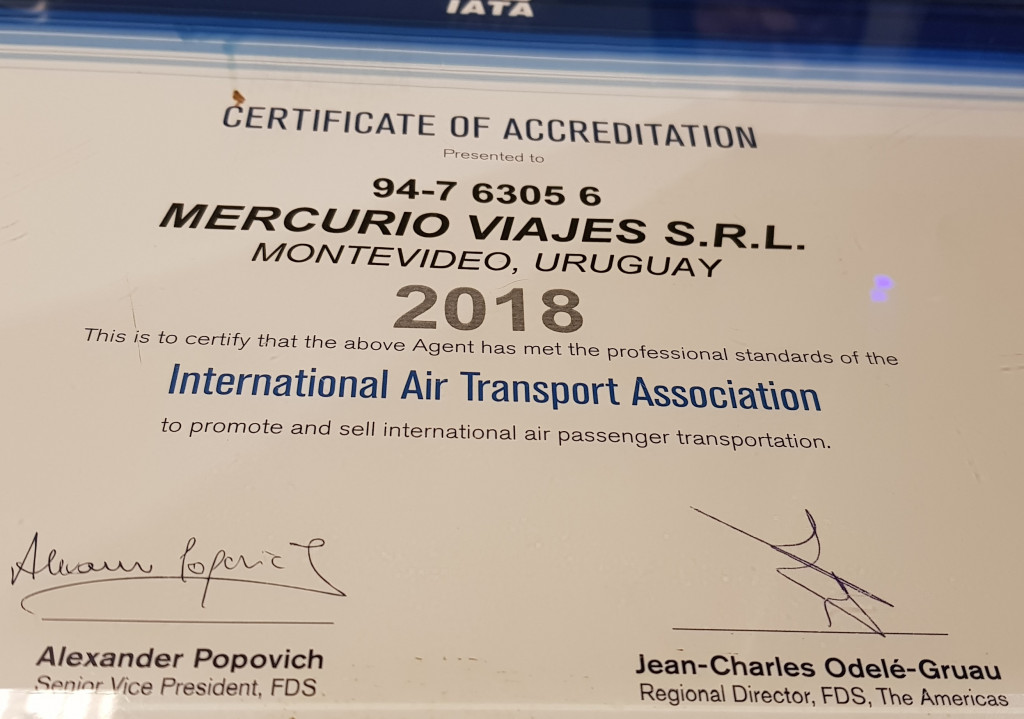 IATA
CERTIFICATE OF ACCREDITATION
Presented to
94-7 6305 6
MERCURIO VIAJES S.R.L.
MONTEVIDEO, URUGUAY
2018
This is to certify that the above Agent has met the professional standards of the
International Air Transport Association
to promote and sell international air passenger transportation.
Alexander Popovich
Senior Vice President, FDS
Jean-Charles Odelé-Gruau
Regional Director, FDS, The Americas